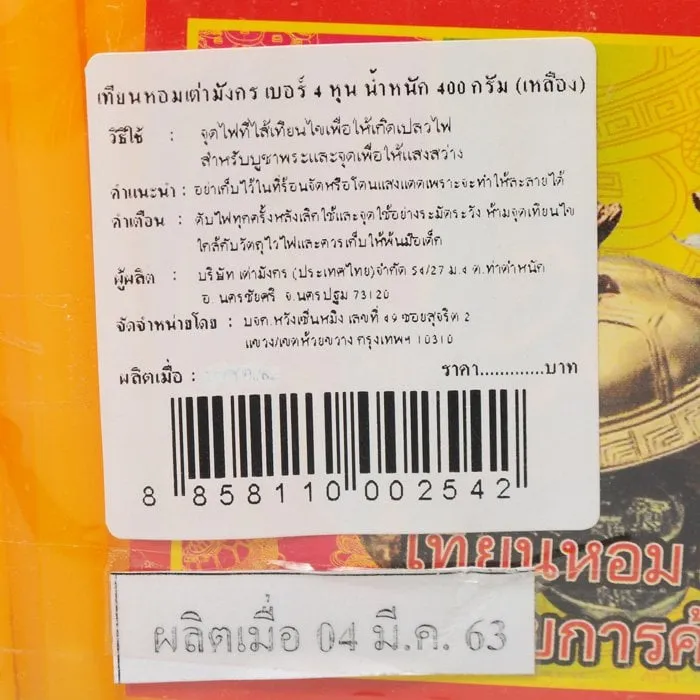 เทียนหอมเต่ามังกร เบอร์ 4 หุน น้ำหนัก 400 กรัม (เหลือง)
วิธีใช้ : จุดไฟที่ไส้เทียนไขเพื่อให้เกิดเปลวไฟ
สำหรับบูชาพระและจุดเพื่อให้แสงสว่าง
คำแนะนำ : อย่าเก็บไว้ในที่ร้อนจัดหรือโดนแสงแดดเพราะจะทำให้ละลายได้
คำเตือน : ดับไฟทุกครั้งหลังเลิกใช้และจุดใช้อย่างระมัดระวัง ห้ามจุดเทียนไข
ใกล้กับวัตถุไวไฟและควรเก็บให้พ้นมือเด็ก
ผู้ผลิต : บริษัท เต่ามังกร (ประเทศไทย)จำกัด 54/27 ม.4 ต.ท่าตำหนัก
อ. นครชัยศรี จ.นครปฐม 73120
จัดจำหน่ายโดย : บจก.หวังเซิ่นหมิง เลขที่ 49 ซอยสุจริต 2
แขวง/เขตห้วยขวาง กรุงเทพฯ 10310
ผลิตเมื่อ : ราคา.............บาท
8 858110 002542
เทียนหอม
ผลิตเมื่อ 04 มี.ค. 63